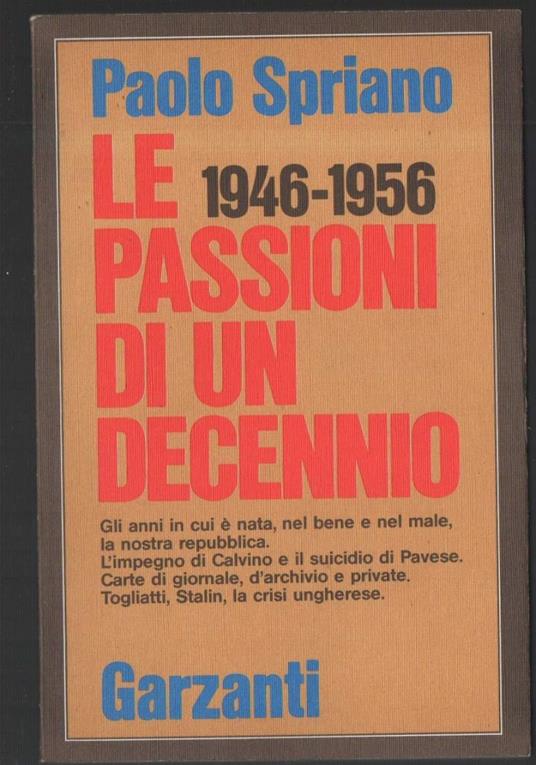 Paolo Spriano
LE 1946-1956
PASSIONI
DI UN
DECENNIO
Gli anni in cui è nata, nel bene e nel male,
la nostra repubblica.
L'impegno di Calvino e il suicidio di Pavese.
Carte di giornale, d'archivio e private.
Togliatti, Stalin, la crisi ungherese.
Garzanti